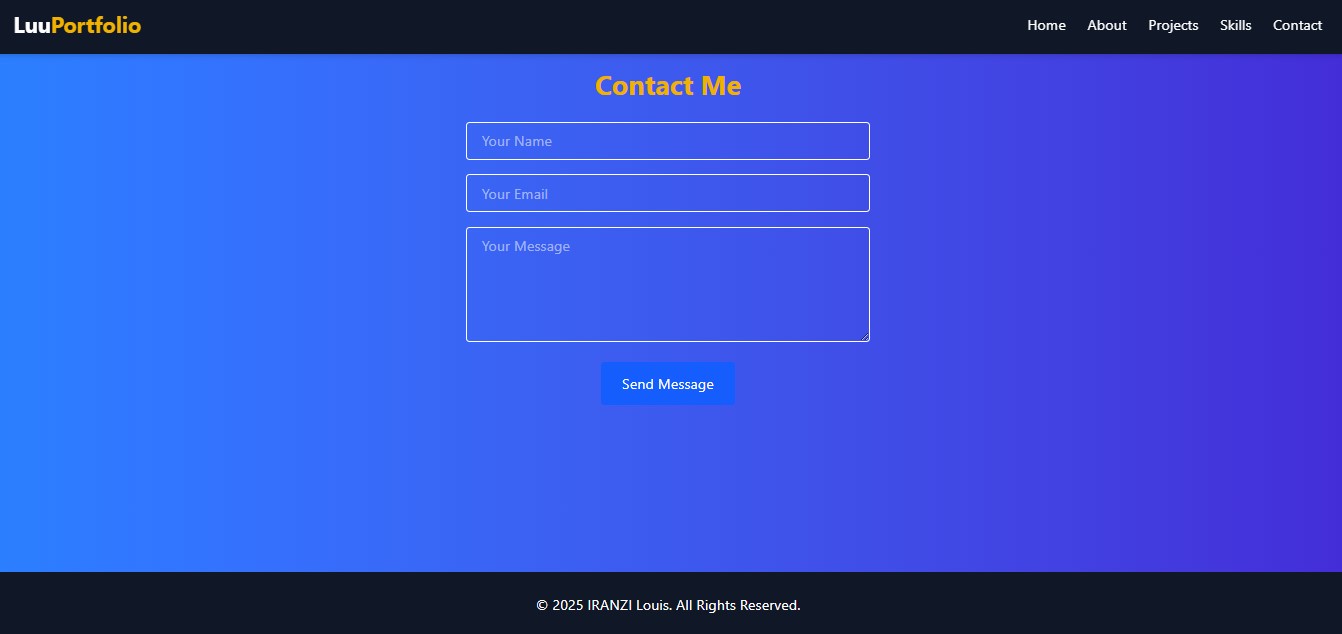 LuuPortfolio
Home About Projects Skills Contact
Contact Me
Your Name
Your Email
Your Message
Send Message
© 2025 IRANZI Louis. All Rights Reserved.